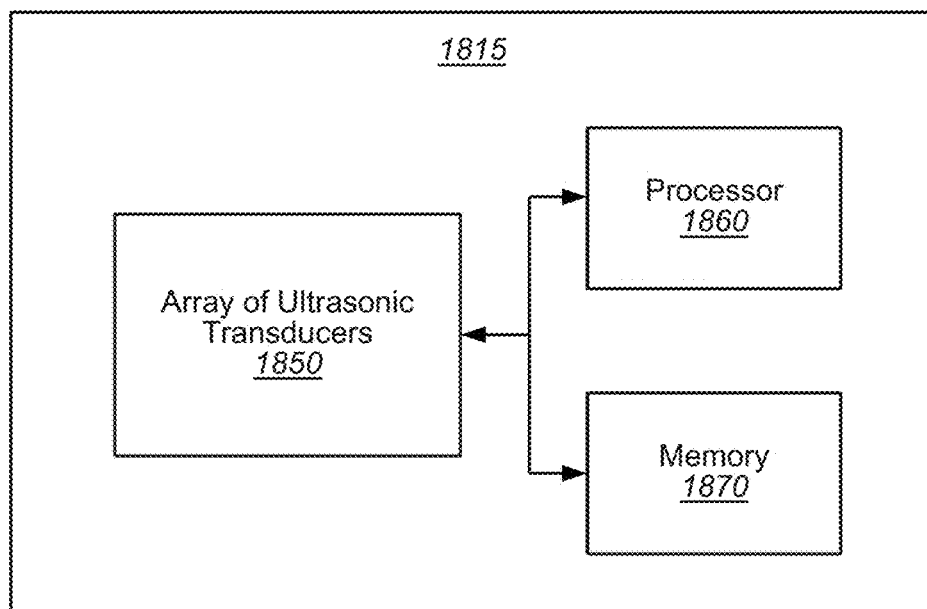 1815
Processor
1860
Array of Ultrasonic
Transducers
1850
Memory
1870